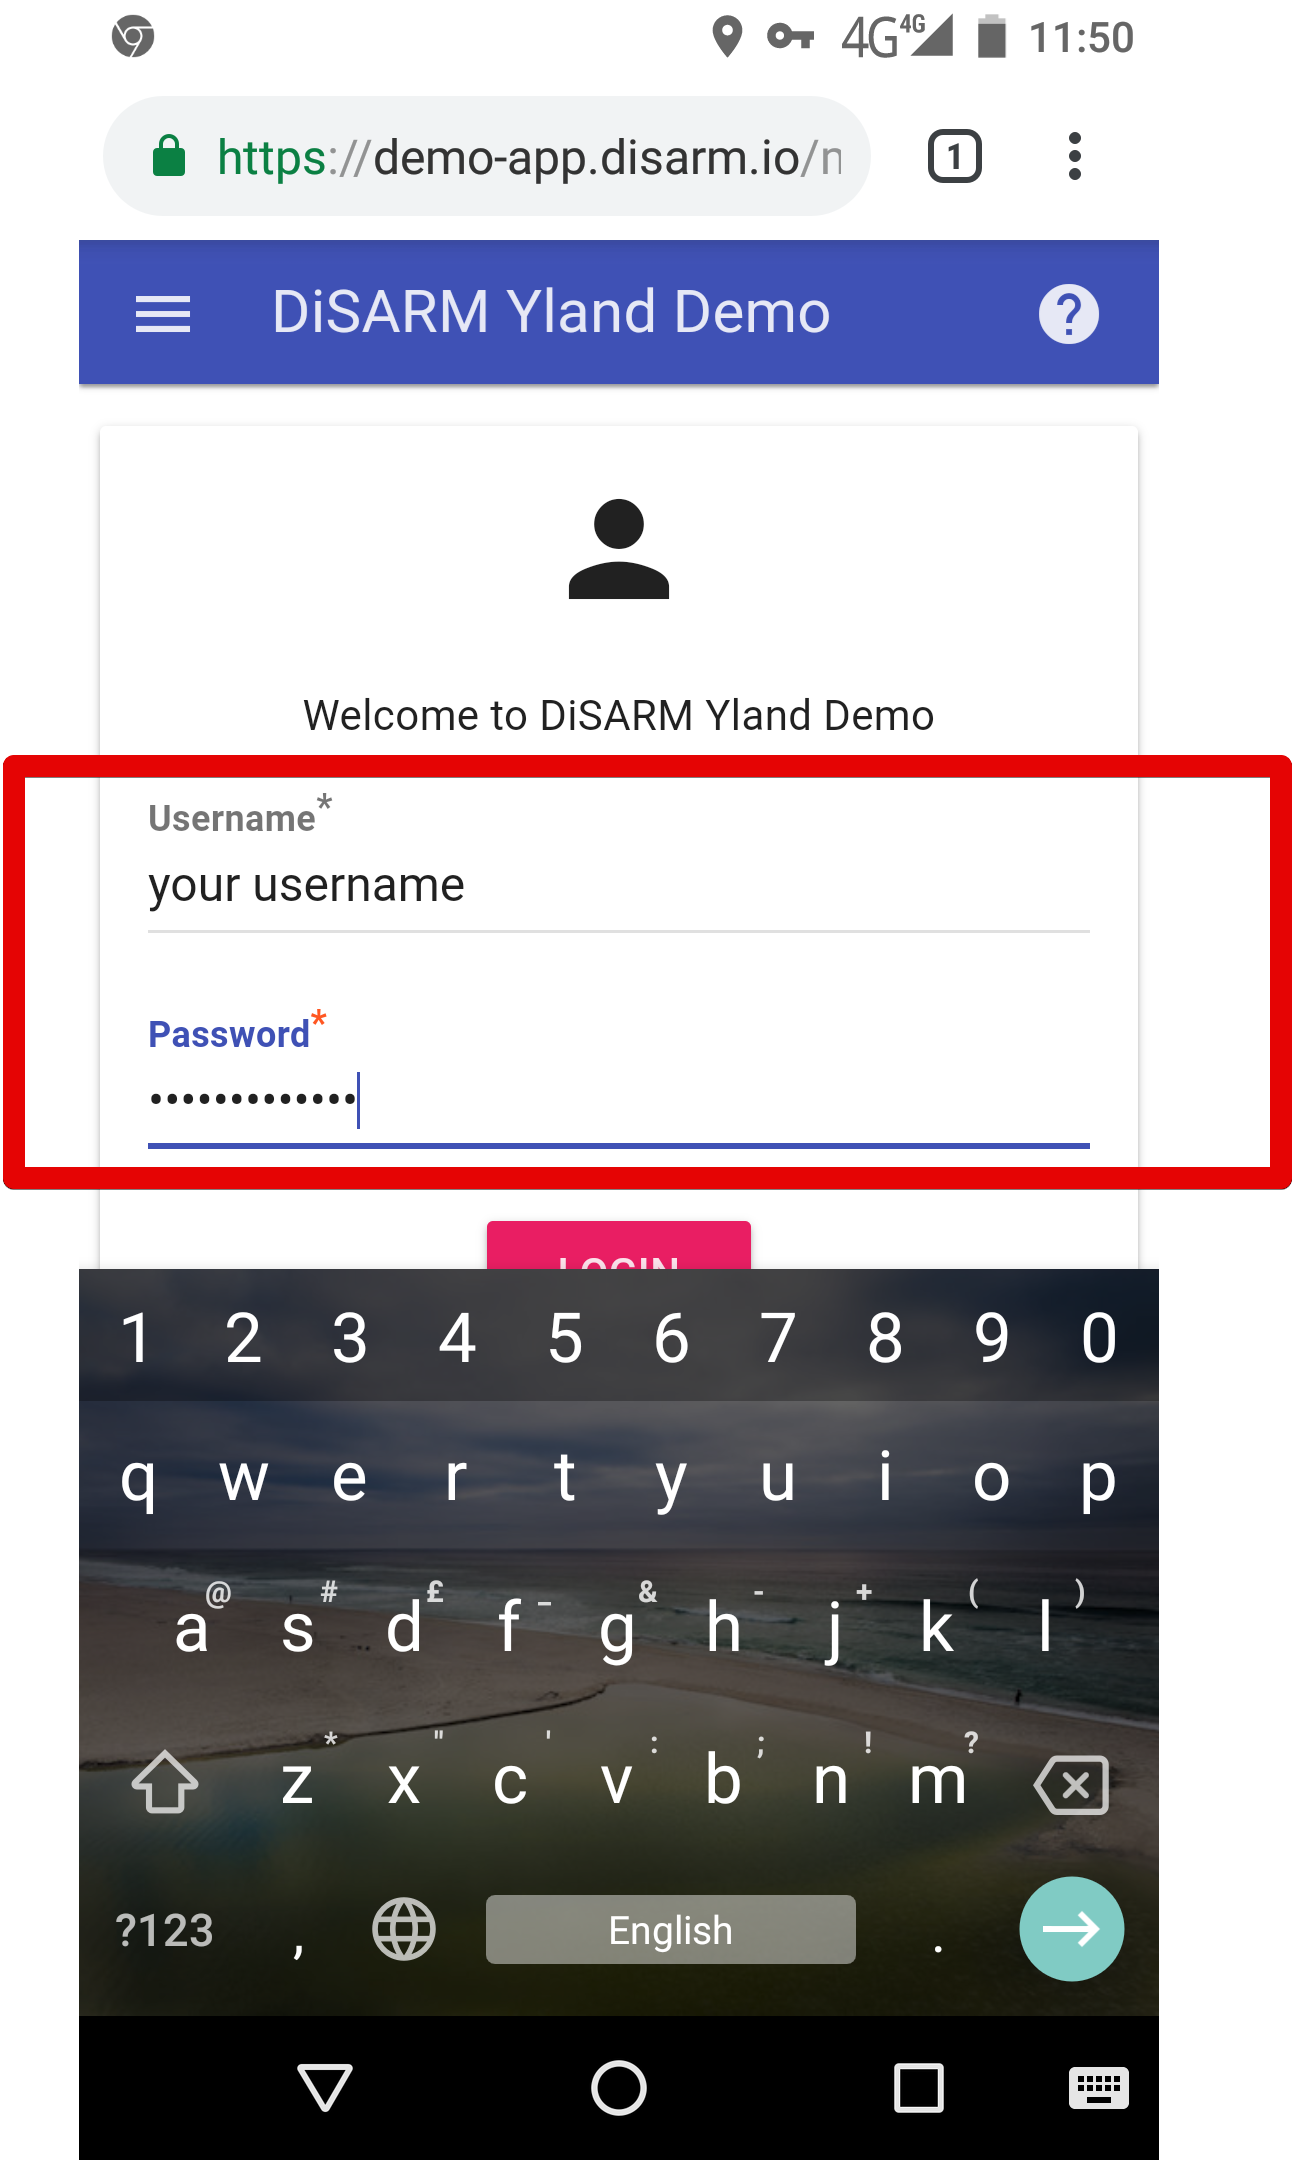 4G 4G 11:50
https://demo-app.disarm.io/n
1
DiSARM Yland Demo
?
Welcome to DiSARM Yland Demo
Username*
your username
Password*
•••••••••••••
LOGIN
1 2 3 4 5 6 7 8 9 0
q w e r t y u i o p
@ # £ _ & - + ( )
a s d f g h j k l
* " ' : ; ! ?
z x c v b n m
?123 , English .